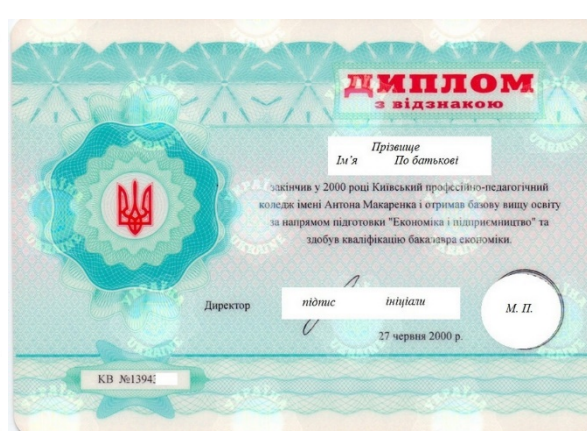 ДИПЛОМ
з відзнакою
Прізвище
Ім'я По батькові
закінчив у 2000 році Київський професійно-педагогічний
коледж імені Антона Макаренка і отримав базову вищу освіту
за напрямом підготовки "Економіка і підприємництво" та
здобув кваліфікацію бакалавра економіки.
Директор підпис ініціали М. П.
27 червня 2000 р.
КВ №1394
УКРАЇНА
UKRAINE